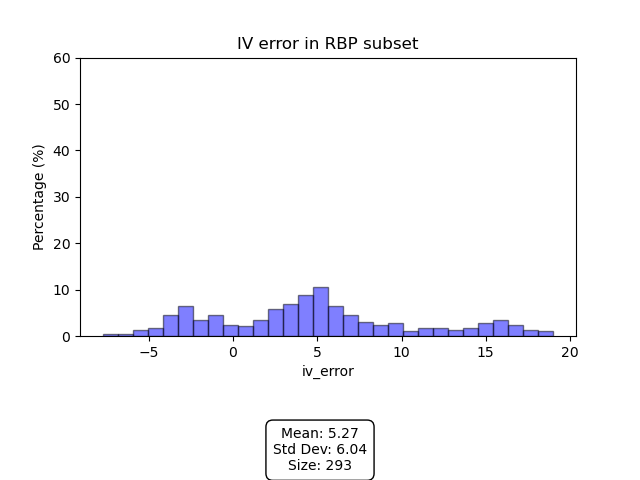 IV error in RBP subset
60
50
40
30
20
10
0
Percentage (%)
−5
0
5
10
15
20
iv_error
Mean: 5.27
Std Dev: 6.04
Size: 293